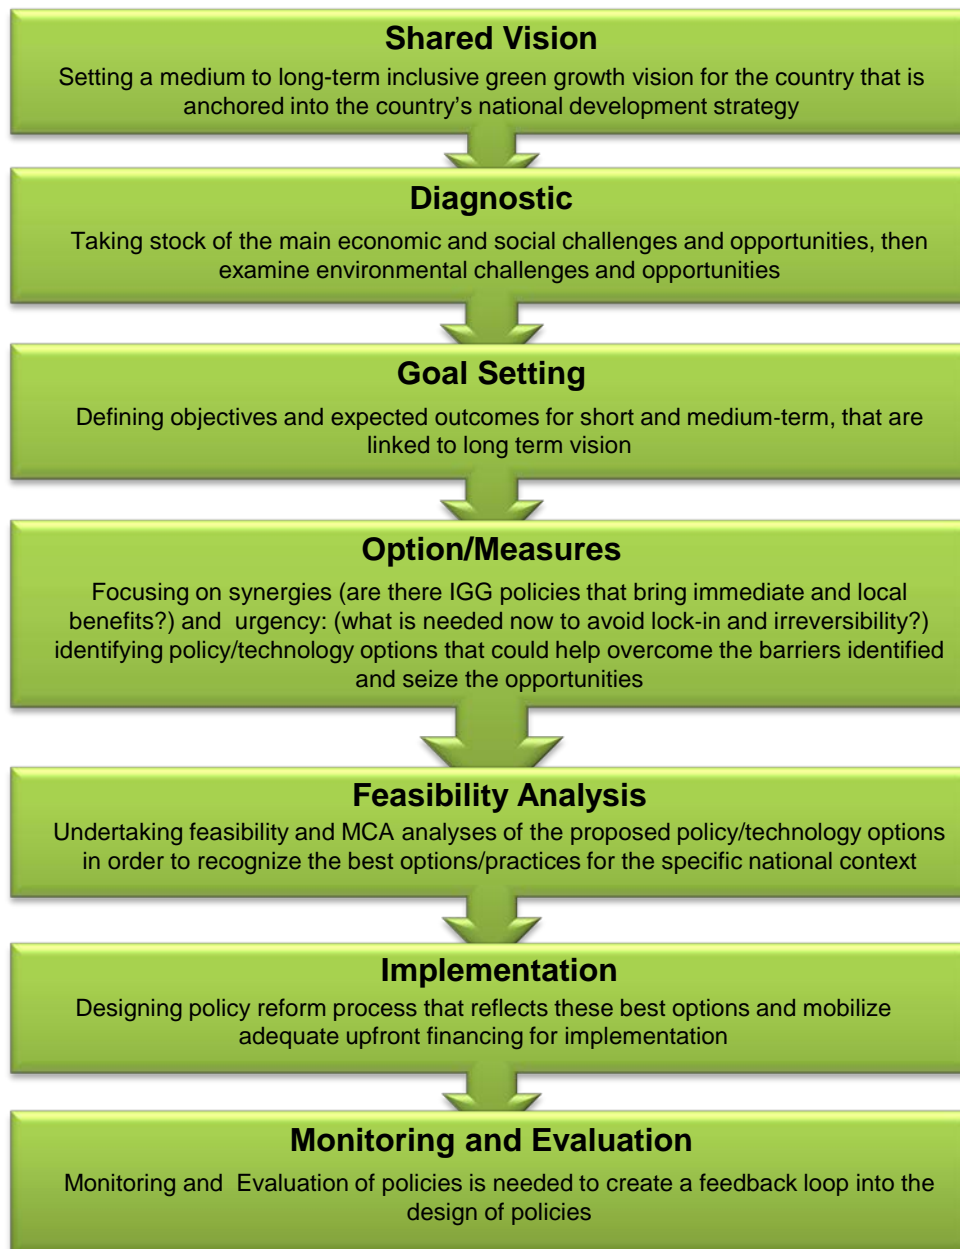 Shared Vision
Setting a medium to long-term inclusive green growth vision for the country that is
anchored into the country’s national development strategy
Diagnostic
Taking stock of the main economic and social challenges and opportunities, then
examine environmental challenges and opportunities
Goal Setting
Defining objectives and expected outcomes for short and medium-term, that are
linked to long term vision
Option/Measures
Focusing on synergies (are there IGG policies that bring immediate and local
benefits?) and urgency: (what is needed now to avoid lock-in and irreversibility?)
identifying policy/technology options that could help overcome the barriers identified
and seize the opportunities
Feasibility Analysis
Undertaking feasibility and MCA analyses of the proposed policy/technology options
in order to recognize the best options/practices for the specific national context
Implementation
Designing policy reform process that reflects these best options and mobilize
adequate upfront financing for implementation
Monitoring and Evaluation
Monitoring and Evaluation of policies is needed to create a feedback loop into the
design of policies